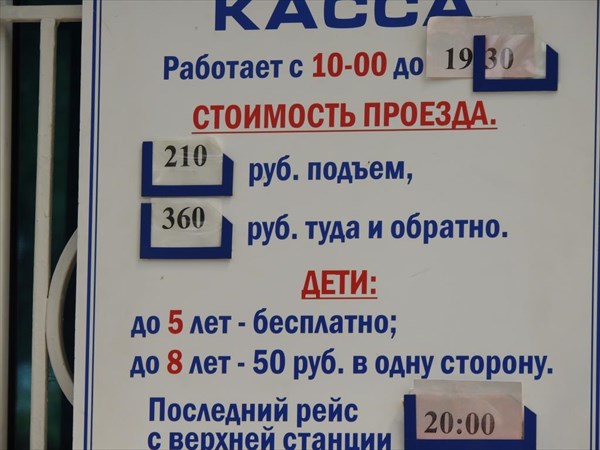 КАССА
Работает с 10-00 до 19 30
СТОИМОСТЬ ПРОЕЗДА.
210 руб. подъем,
360 руб. туда и обратно.
ДЕТИ:
до 5 лет - бесплатно;
до 8 лет - 50 руб. в одну сторону.
Последний рейс
с верхней станции 20:00